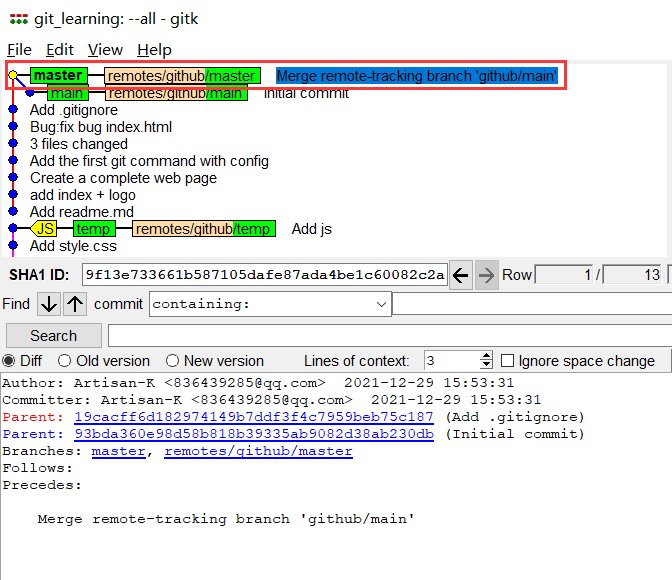 git_learning: --all - gitk
File Edit View Help
master remotes/github/master Merge remote-tracking branch 'github/main'
main remotes/github/main Initial commit
Add .gitignore
Bug:fix bug index.html
3 files changed
Add the first git command with config
Create a complete web page
add index + logo
Add readme.md
JS temp remotes/github/temp Add js
Add style.css
SHA1 ID: 9f13e733661b587105dafe87ada4be1c60082c2a Row 1 / 13
Find commit containing:
Search
Diff Old version New version Lines of context: 3 Ignore space change
Author: Artisan-K <836439285@qq.com> 2021-12-29 15:53:31
Committer: Artisan-K <836439285@qq.com> 2021-12-29 15:53:31
Parent: 19cacff6d182974149b7ddf3f4c7959beb75c187 (Add .gitignore)
Parent: 93bda360e98d58b818b39335ab9082d38ab230db (Initial commit)
Branches: master, remotes/github/master
Follows:
Precedes:
Merge remote-tracking branch 'github/main'